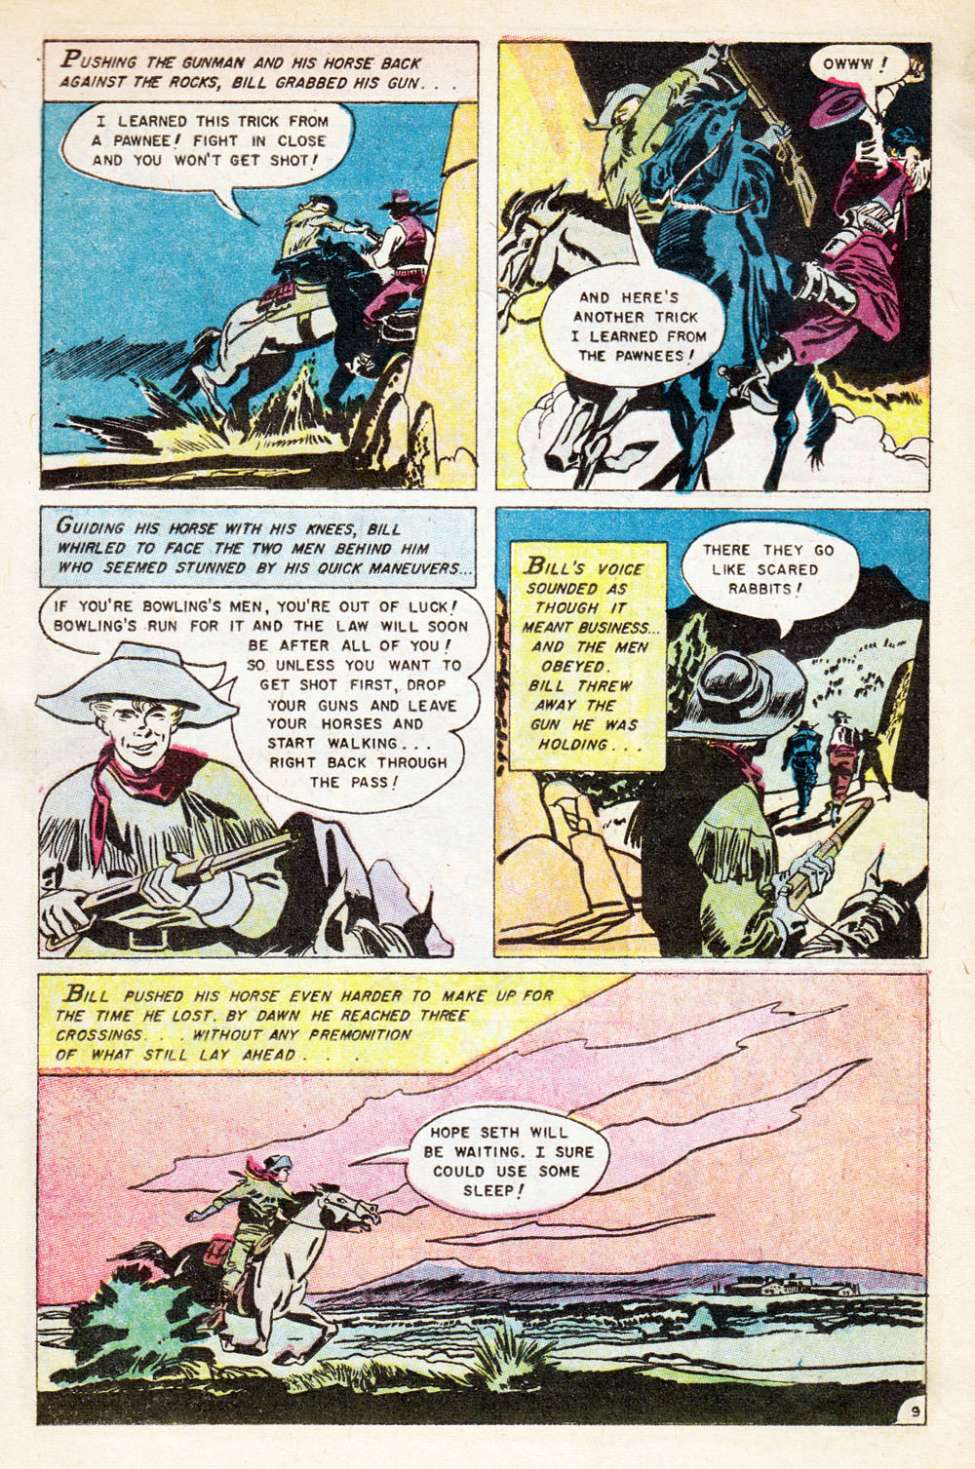 PUSHING THE GUNMAN AND HIS HORSE BACK
AGAINST THE ROCKS, BILL GRABBED HIS GUN. . .
I LEARNED THIS TRICK FROM
A PAWNEE! FIGHT IN CLOSE
AND YOU WON'T GET SHOT!
OWWW!
AND HERE'S
ANOTHER TRICK
I LEARNED FROM
THE PAWNEES!
GUIDING HIS HORSE WITH HIS KNEES, BILL
WHIRLED TO FACE THE TWO MEN BEHIND HIM
WHO SEEMED STUNNED BY HIS QUICK MANEUVERS...
IF YOU'RE BOWLING'S MEN, YOU'RE OUT OF LUCK!
BOWLING'S RUN FOR IT AND THE LAW WILL SOON
BE AFTER ALL OF YOU!
SO UNLESS YOU WANT TO
GET SHOT FIRST, DROP
YOUR GUNS AND LEAVE
YOUR HORSES AND
START WALKING...
RIGHT BACK THROUGH
THE PASS!
BILL'S VOICE
SOUNDED AS
THOUGH IT
MEANT BUSINESS...
AND THE MEN
OBEYED.
BILL THREW
AWAY THE
GUN HE WAS
HOLDING...
THERE THEY GO
LIKE SCARED
RABBITS!
BILL PUSHED HIS HORSE EVEN HARDER TO MAKE UP FOR
THE TIME HE LOST. BY DAWN HE REACHED THREE
CROSSINGS. . . WITHOUT ANY PREMONITION
OF WHAT STILL LAY AHEAD. . . .
HOPE SETH WILL
BE WAITING. I SURE
COULD USE SOME
SLEEP!
9